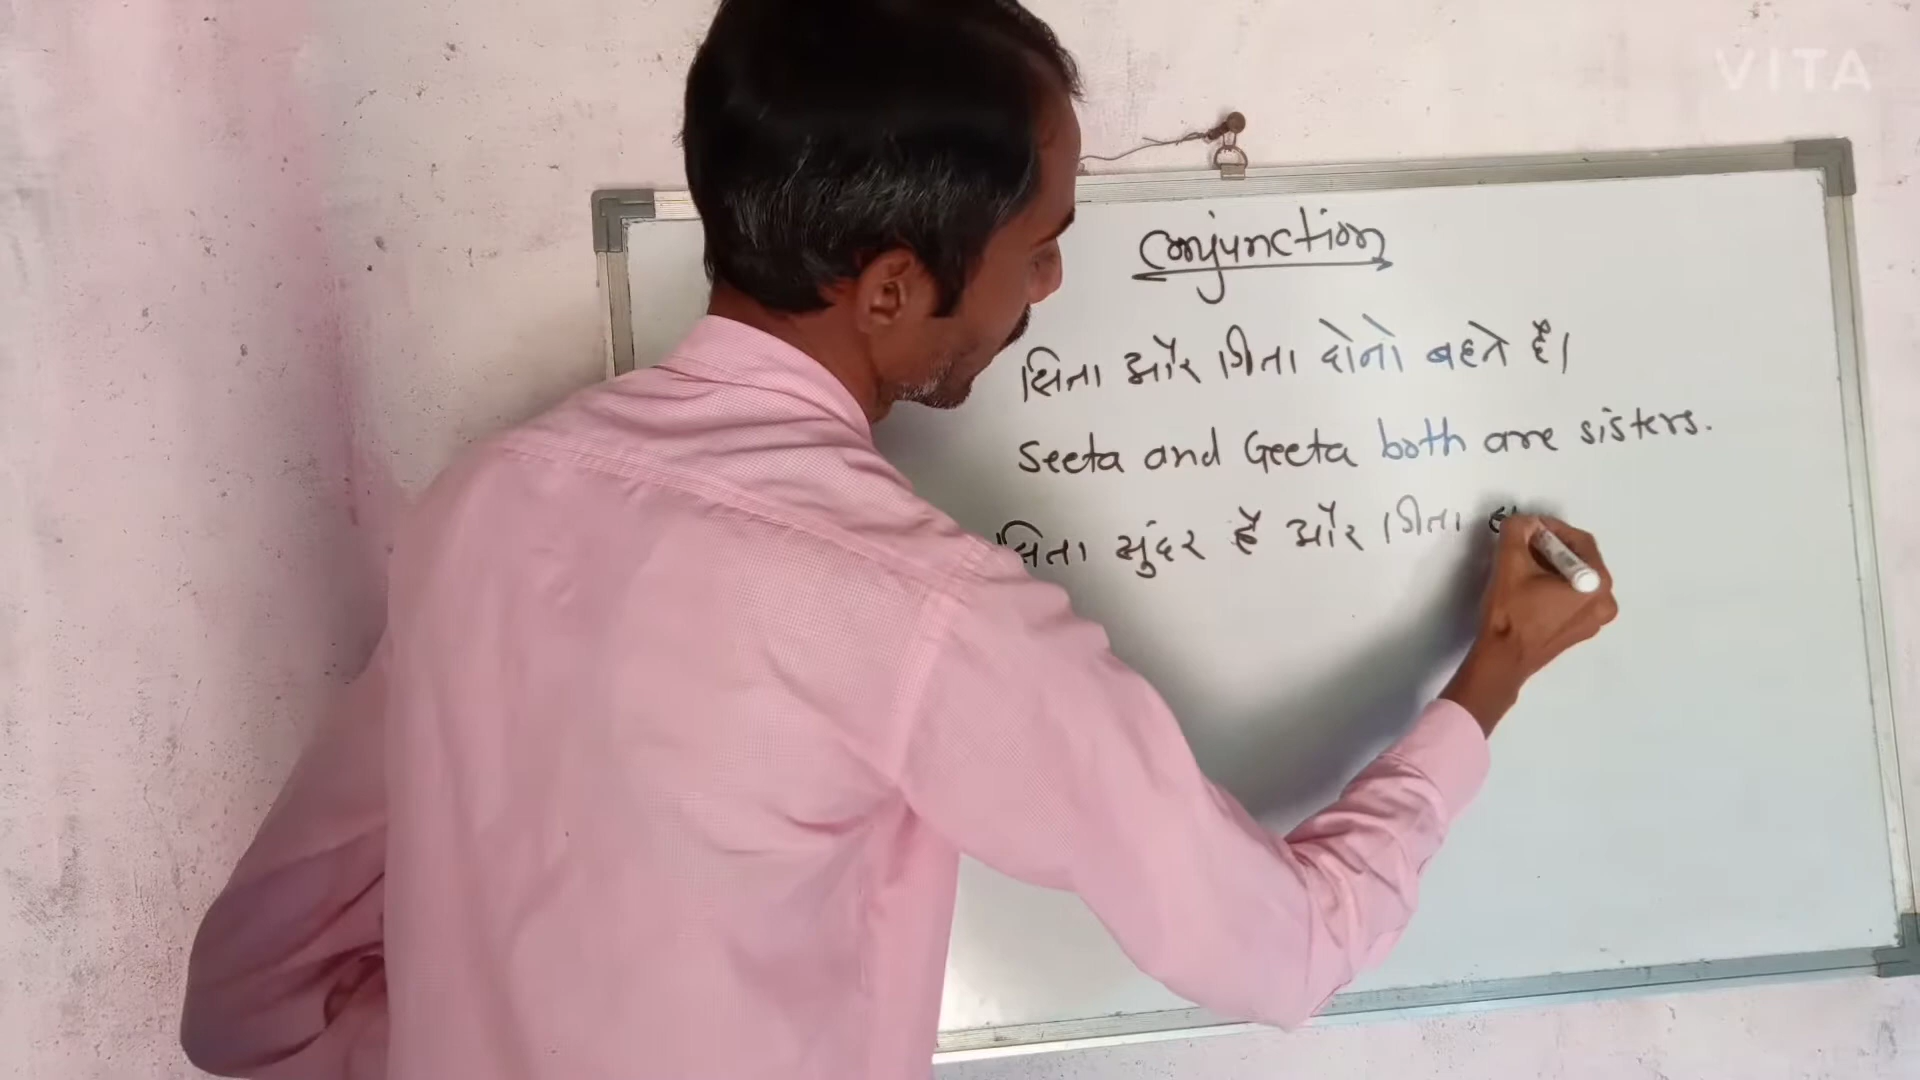 VITA
Conjunction
सिता और गिता दोनो बहने हैं।
Seeta and Geeta both are sisters.
सिता सुंदर है और गिता